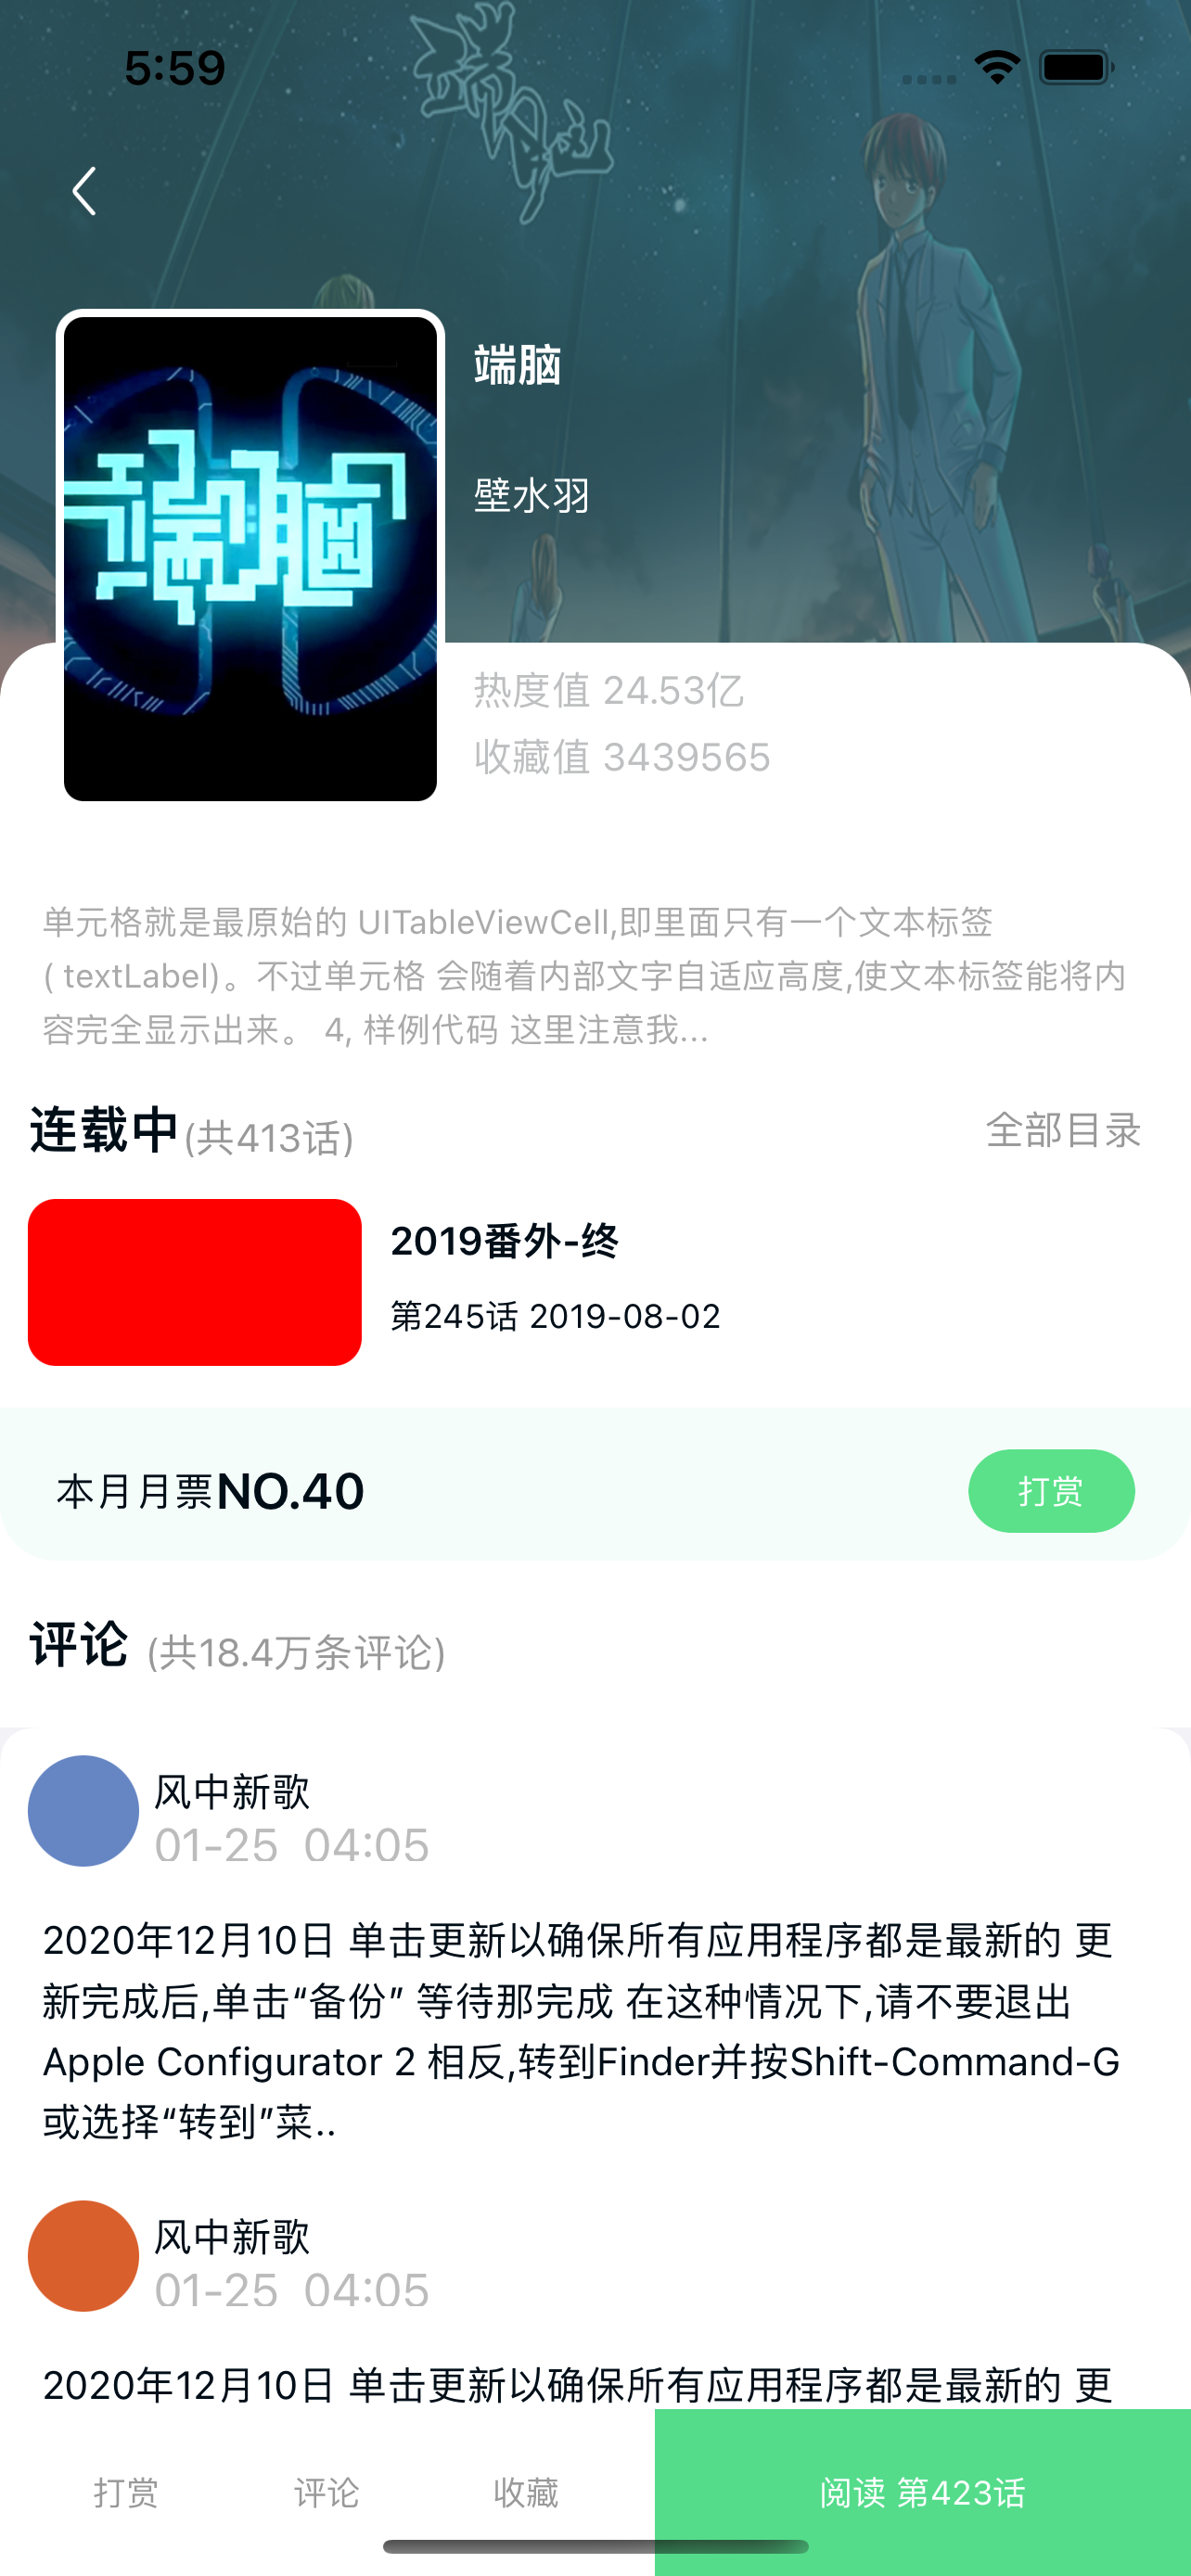 5:59
端脑
端脑
端脑
壁水羽
热度值 24.53亿
收藏值 3439565
单元格就是最原始的 UITableViewCell,即里面只有一个文本标签
( textLabel)。不过单元格 会随着内部文字自适应高度,使文本标签能将内
容完全显示出来。 4, 样例代码 这里注意我...
连载中(共413话)
全部目录
2019番外-终
第245话 2019-08-02
本月月票NO.40
打赏
评论 (共18.4万条评论)
风中新歌
01-25  04:05
2020年12月10日 单击更新以确保所有应用程序都是最新的 更
新完成后,单击“备份” 等待那完成 在这种情况下,请不要退出
Apple Configurator 2 相反,转到Finder并按Shift-Command-G
或选择“转到”菜..
风中新歌
01-25  04:05
2020年12月10日 单击更新以确保所有应用程序都是最新的 更
打赏
评论
收藏
阅读 第423话